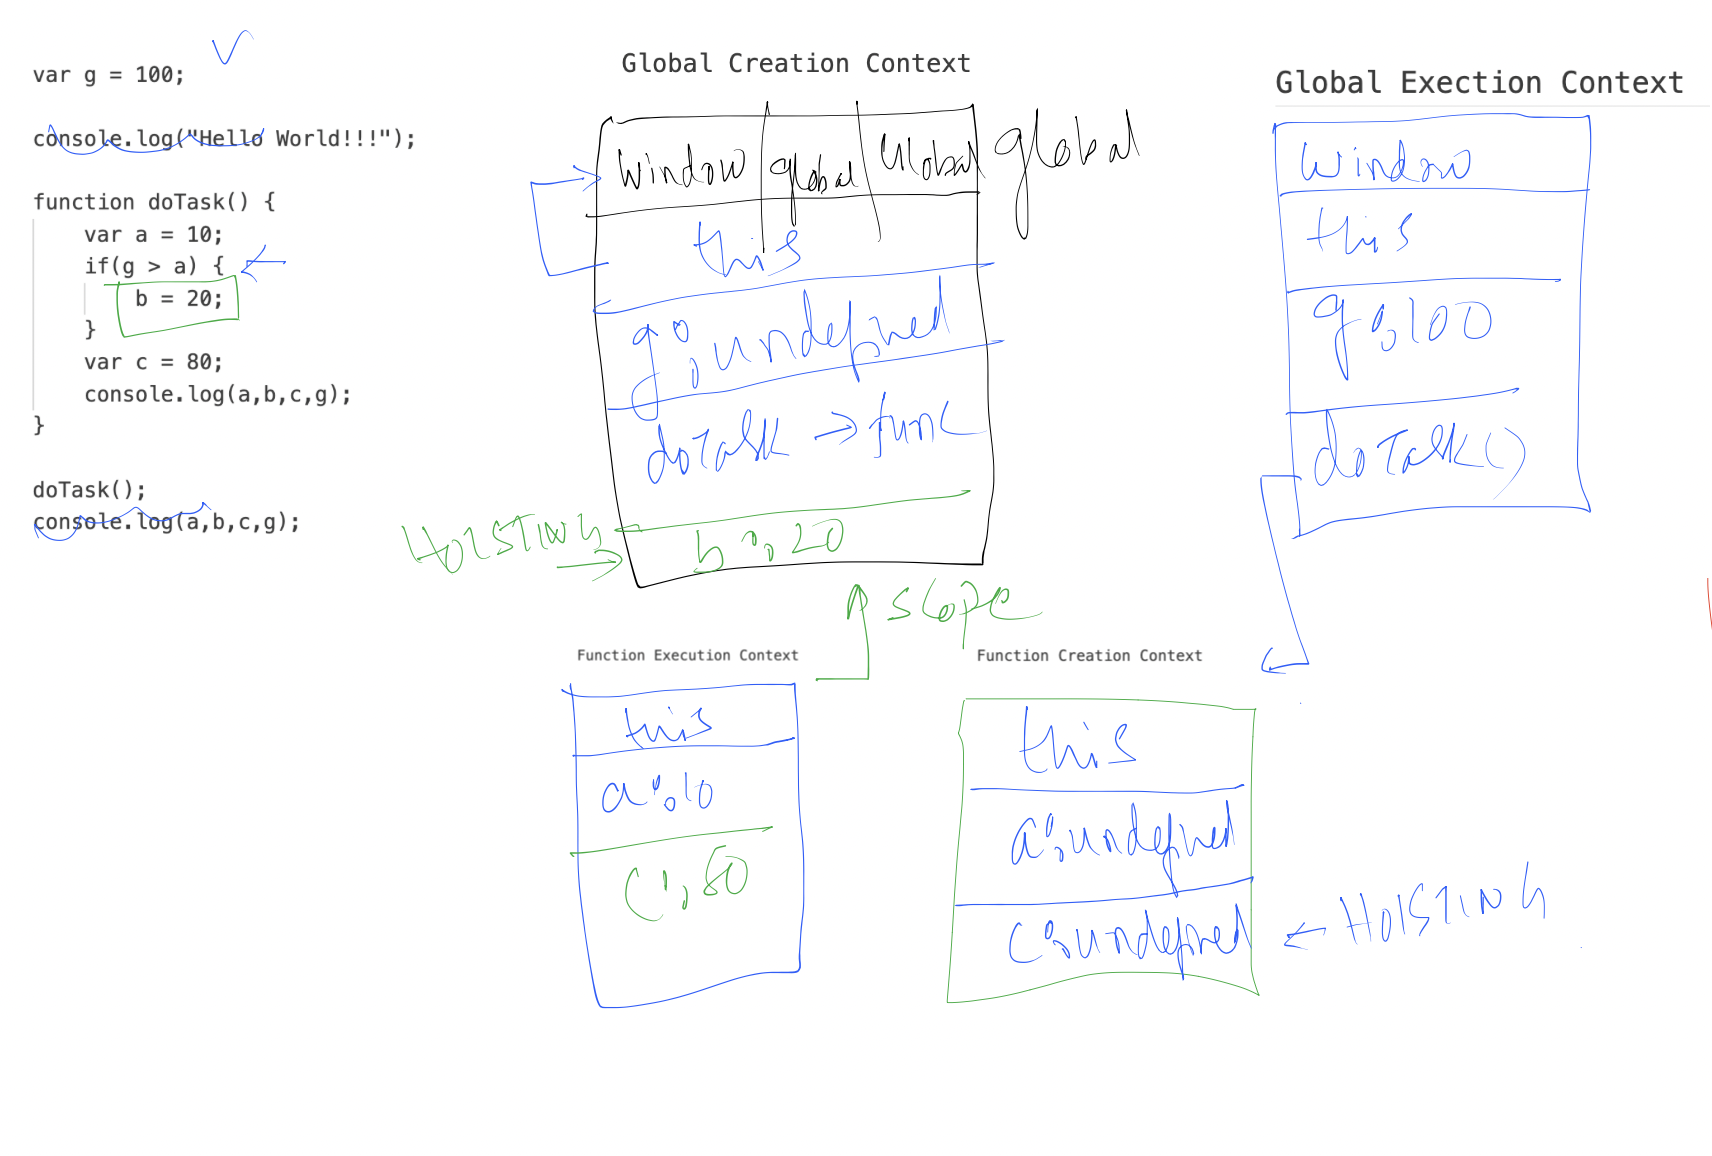 var g = 100;
console.log("Hello World!!!");
function doTask() {
var a = 10;
if(g > a) {
b = 20;
}
var c = 80;
console.log(a,b,c,g);
}
doTask();
console.log(a,b,c,g);
Global Creation Context
window global Global global
this
g: undefined
doTask → func
HOISTING → b: 20
scope
Global Exection Context
window
this
g: 100
doTask()
Function Execution Context
this
a: 10
c: 80
Function Creation Context
this
a: undefined
c: undefined ← HOISTING